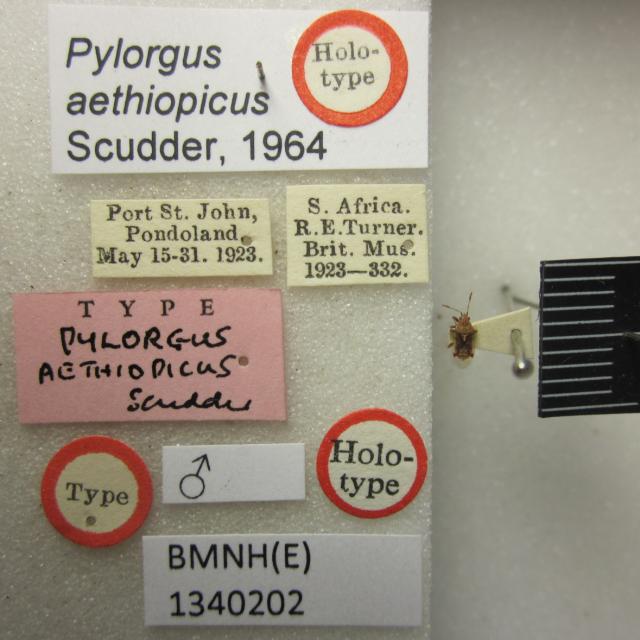 Pylorgus
aethiopicus
Scudder, 1964
Holo-
type
Port St. John,
Pondoland.
May 15-31. 1923.
S. Africa.
R.E.Turner.
Brit. Mus.
1923—332.
TYPE
PYLORGUS
AETHIOPICUS
Scudder
Type
♂
Holo-
type
BMNH(E)
1340202